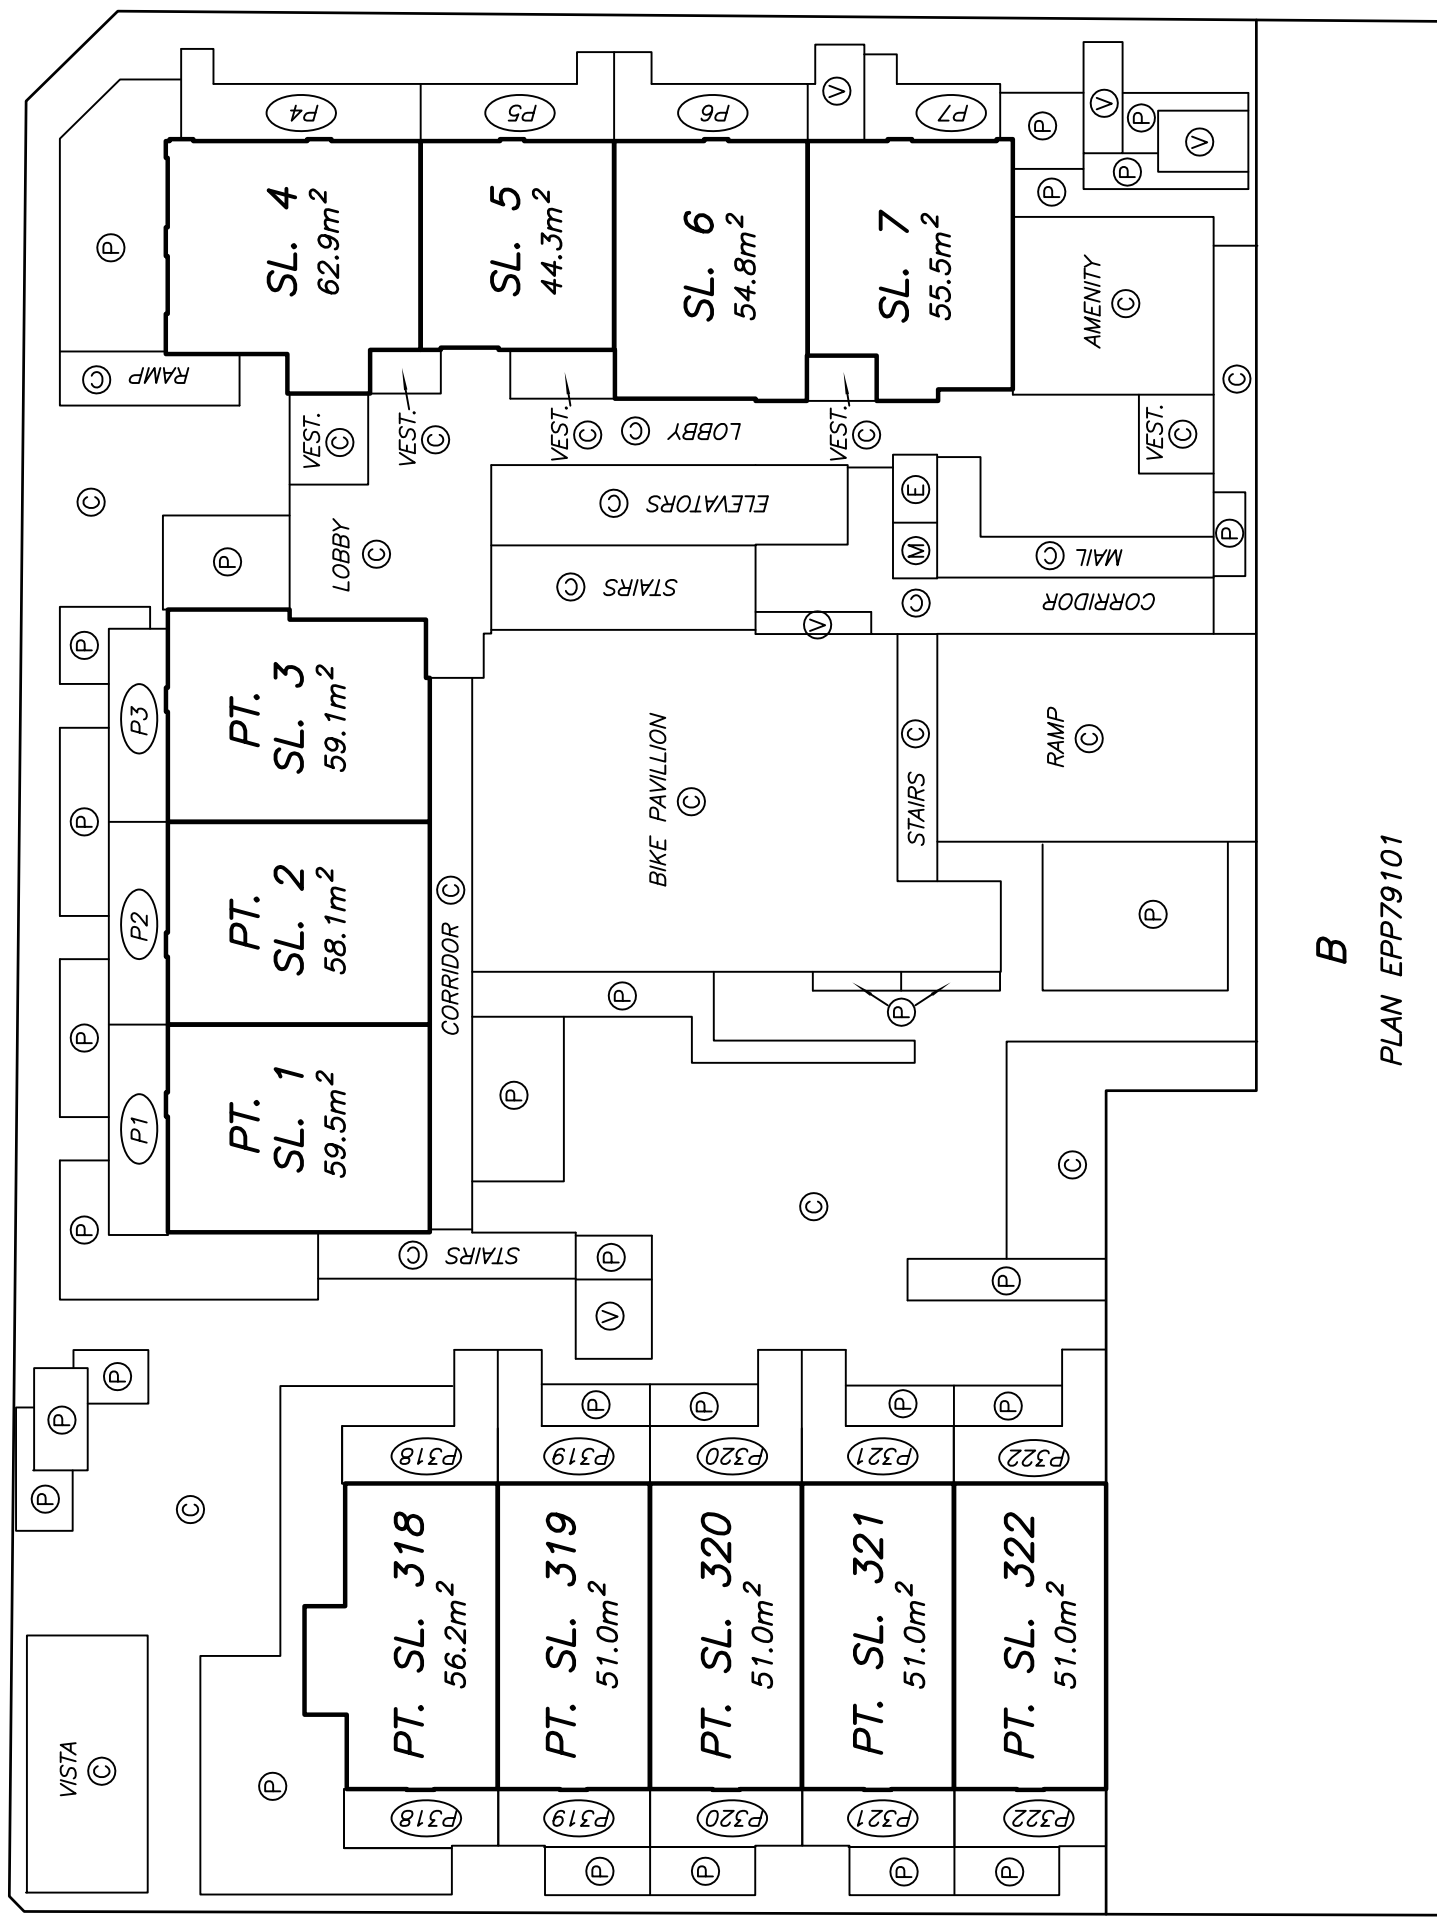 P4
P5
P6
V
P7
P
V
P
V
P
P
SL. 4
62.9m²
SL. 5
44.3m²
SL. 6
54.8m²
SL. 7
55.5m²
P
AMENITY
C
RAMP C
C
VEST.
C
VEST.
C
VEST.
C
LOBBY C
VEST.
C
VEST.
C
C
ELEVATORS C
E
M
P
LOBBY
C
P
STAIRS C
MAIL C
CORRIDOR C
V
P
P3
PT.
SL. 3
59.1m²
P
BIKE PAVILLION
C
STAIRS C
RAMP
C
P2
PT.
SL. 2
58.1m²
CORRIDOR C
P
P
P
P
P1
PT.
SL. 1
59.5m²
P
P
C
C
STAIRS C
P
V
P
B
PLAN EPP79101
P
P
P
C
P
P
P
P
P318
P319
P320
P321
P322
PT. SL. 318
56.2m²
PT. SL. 319
51.0m²
PT. SL. 320
51.0m²
PT. SL. 321
51.0m²
PT. SL. 322
51.0m²
VISTA
C
P
P318
P319
P320
P321
P322
P
P
P
P